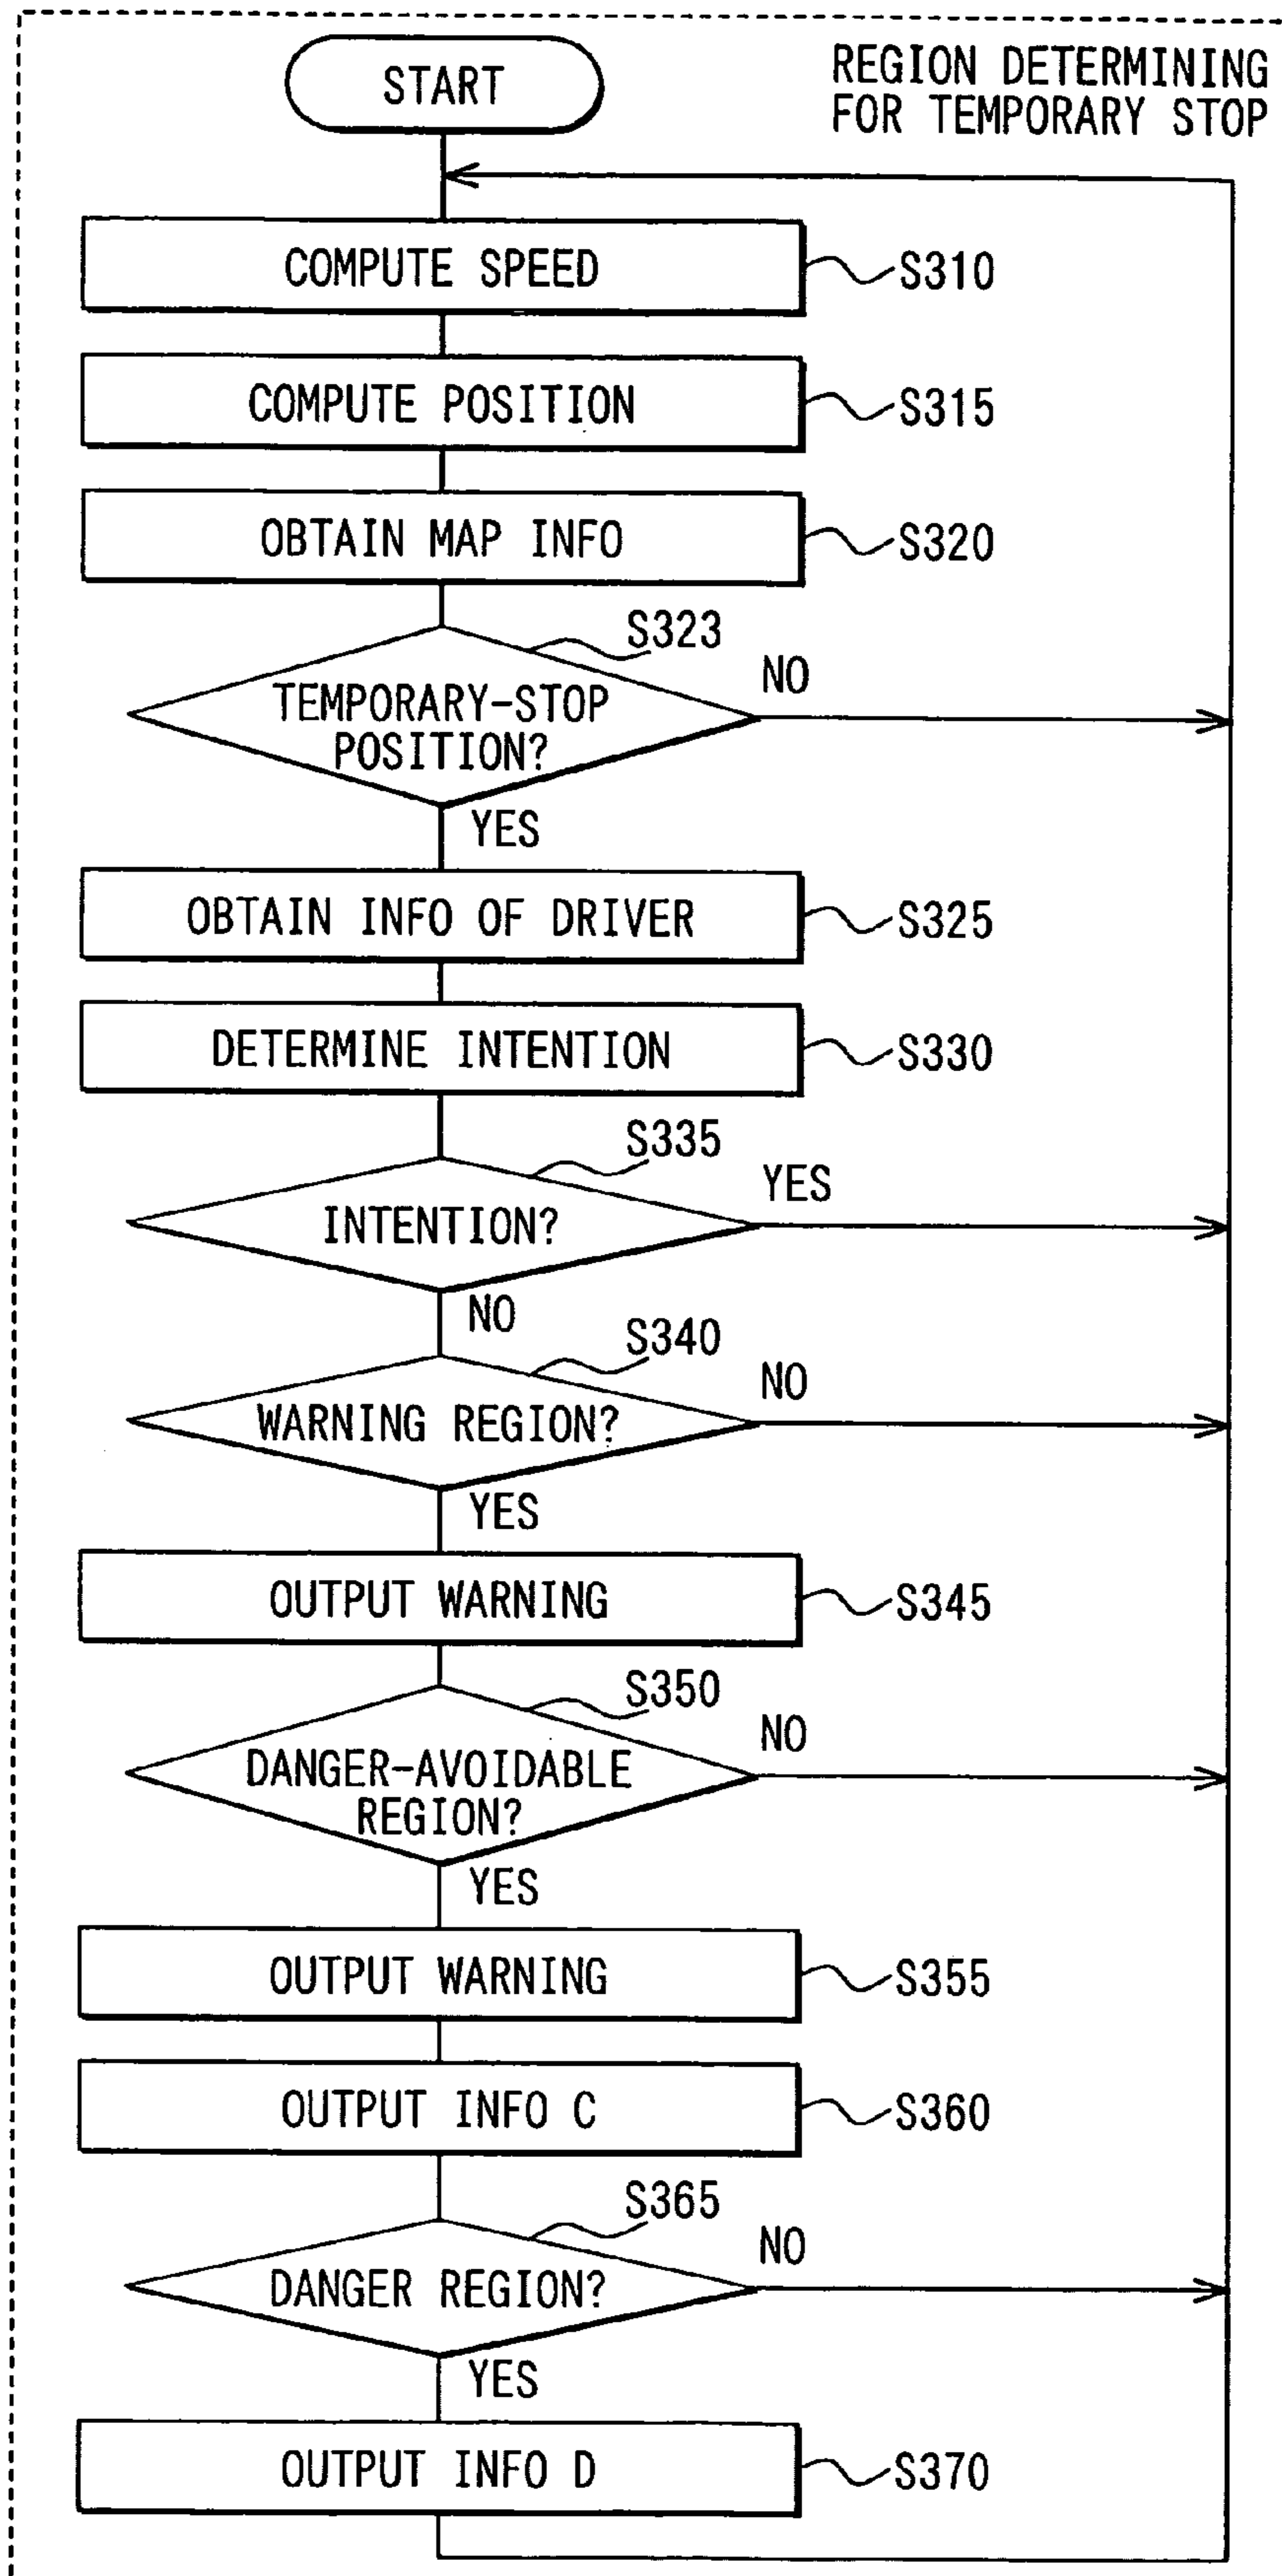 START
REGION DETERMINING
FOR TEMPORARY STOP
COMPUTE SPEED
S310
COMPUTE POSITION
S315
OBTAIN MAP INFO
S320
S323
TEMPORARY-STOP
POSITION?
NO
YES
OBTAIN INFO OF DRIVER
S325
DETERMINE INTENTION
S330
S335
INTENTION?
YES
NO
S340
WARNING REGION?
NO
YES
OUTPUT WARNING
S345
S350
DANGER-AVOIDABLE
REGION?
NO
YES
OUTPUT WARNING
S355
OUTPUT INFO C
S360
S365
DANGER REGION?
NO
YES
OUTPUT INFO D
S370